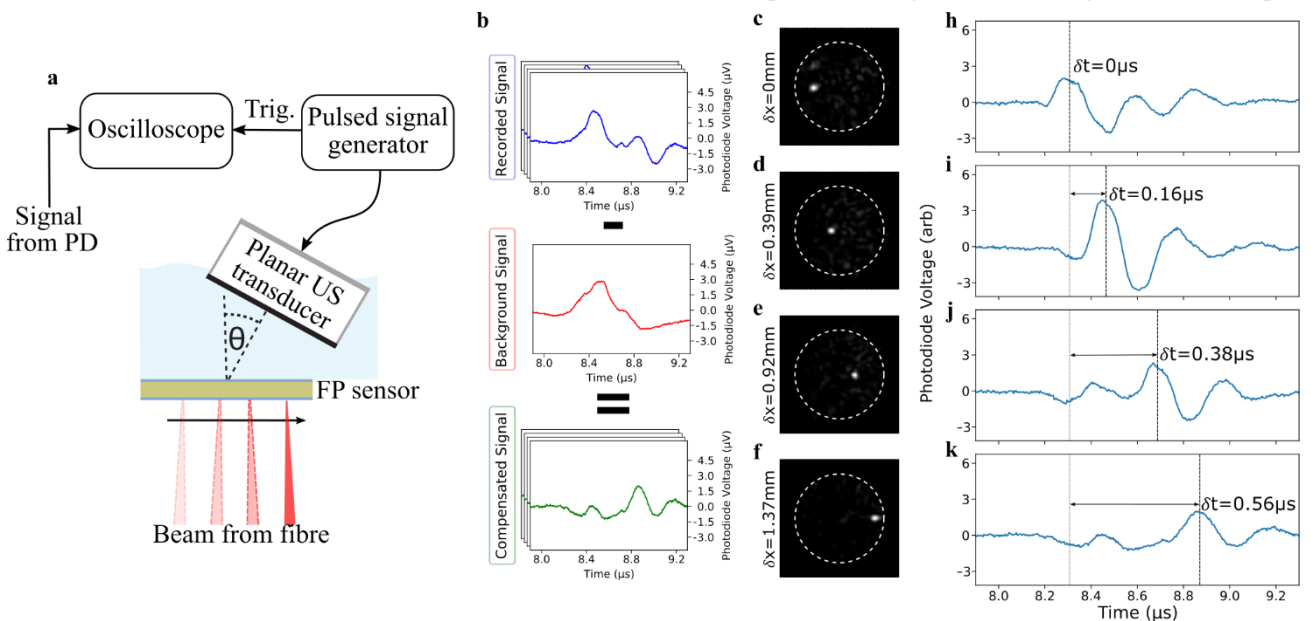 a
Oscilloscope
Trig.
Pulsed signal
generator
Signal
from PD
Planar US
transducer
θ
FP sensor
Beam from fibre
b
Recorded Signal
4.5
3.0
1.5
0.0
-1.5
-3.0
Photodiode Voltage (μV)
8.0 8.4 8.8 9.2
Time (μs)
Background Signal
4.5
3.0
1.5
0.0
-1.5
-3.0
Photodiode Voltage (μV)
8.0 8.4 8.8 9.2
Time (μs)
Compensated Signal
4.5
3.0
1.5
0.0
-1.5
-3.0
Photodiode Voltage (μV)
8.0 8.4 8.8 9.2
Time (μs)
c
δx=0mm
d
δx=0.39mm
e
δx=0.92mm
f
δx=1.37mm
Photodiode Voltage (arb)
h
6
3
0
-3
δt=0μs
i
6
3
0
-3
δt=0.16μs
j
6
3
0
-3
δt=0.38μs
k
6
3
0
-3
δt=0.56μs
8.0 8.2 8.4 8.6 8.8 9.0 9.2
Time (μs)